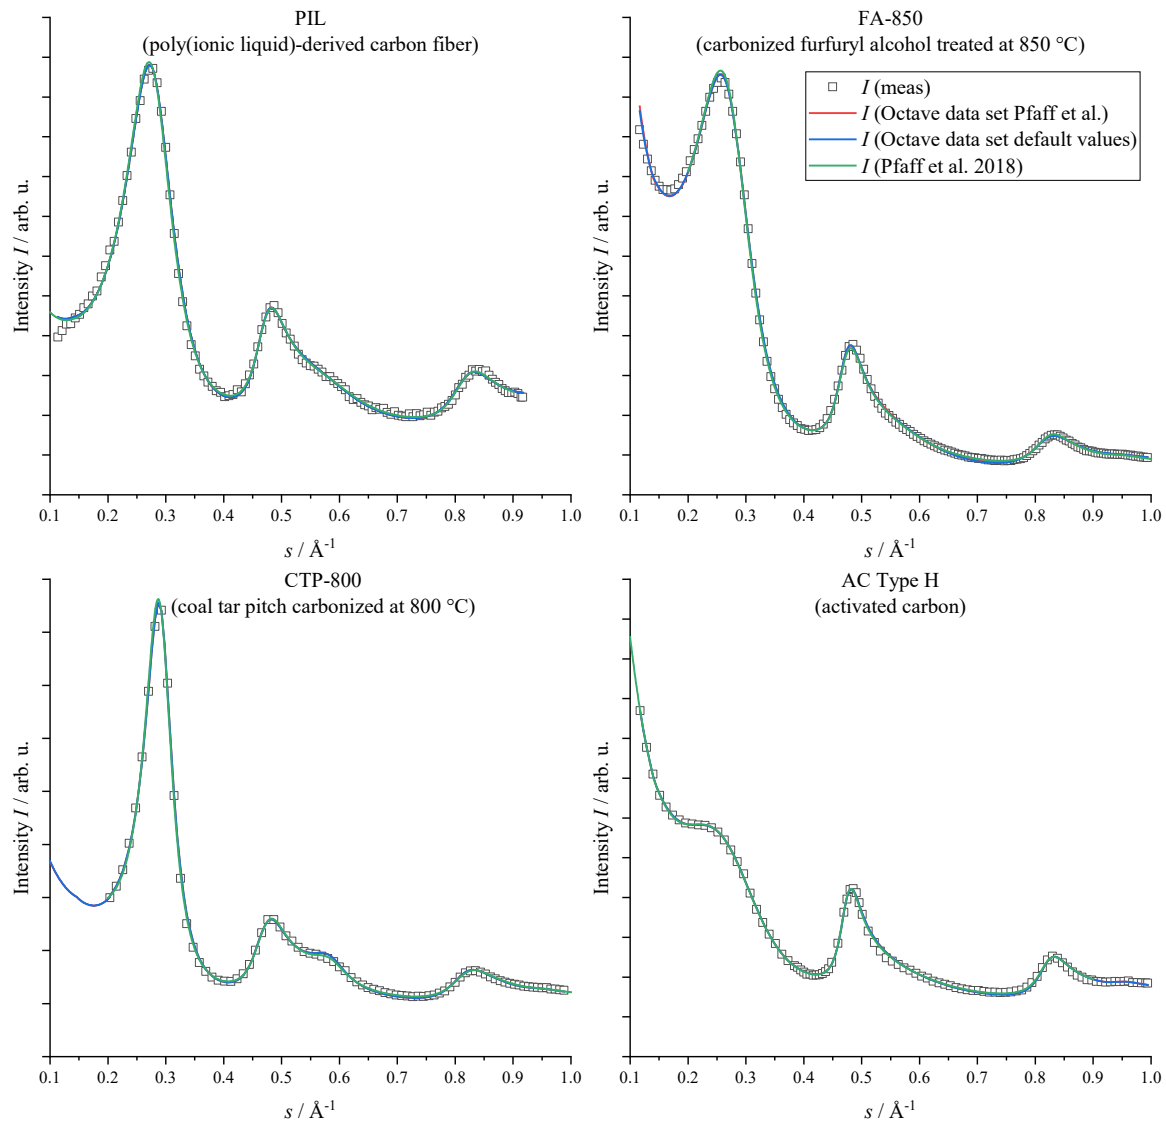 PIL
(poly(ionic liquid)-derived carbon fiber)
Intensity I / arb. u.
0.1 0.2 0.3 0.4 0.5 0.6 0.7 0.8 0.9 1.0
s / Å-1
FA-850
(carbonized furfuryl alcohol treated at 850 °C)
I (meas)
I (Octave data set Pfaff et al.)
I (Octave data set default values)
I (Pfaff et al. 2018)
Intensity I / arb. u.
0.1 0.2 0.3 0.4 0.5 0.6 0.7 0.8 0.9 1.0
s / Å-1
CTP-800
(coal tar pitch carbonized at 800 °C)
Intensity I / arb. u.
0.1 0.2 0.3 0.4 0.5 0.6 0.7 0.8 0.9 1.0
s / Å-1
AC Type H
(activated carbon)
Intensity I / arb. u.
0.1 0.2 0.3 0.4 0.5 0.6 0.7 0.8 0.9 1.0
s / Å-1